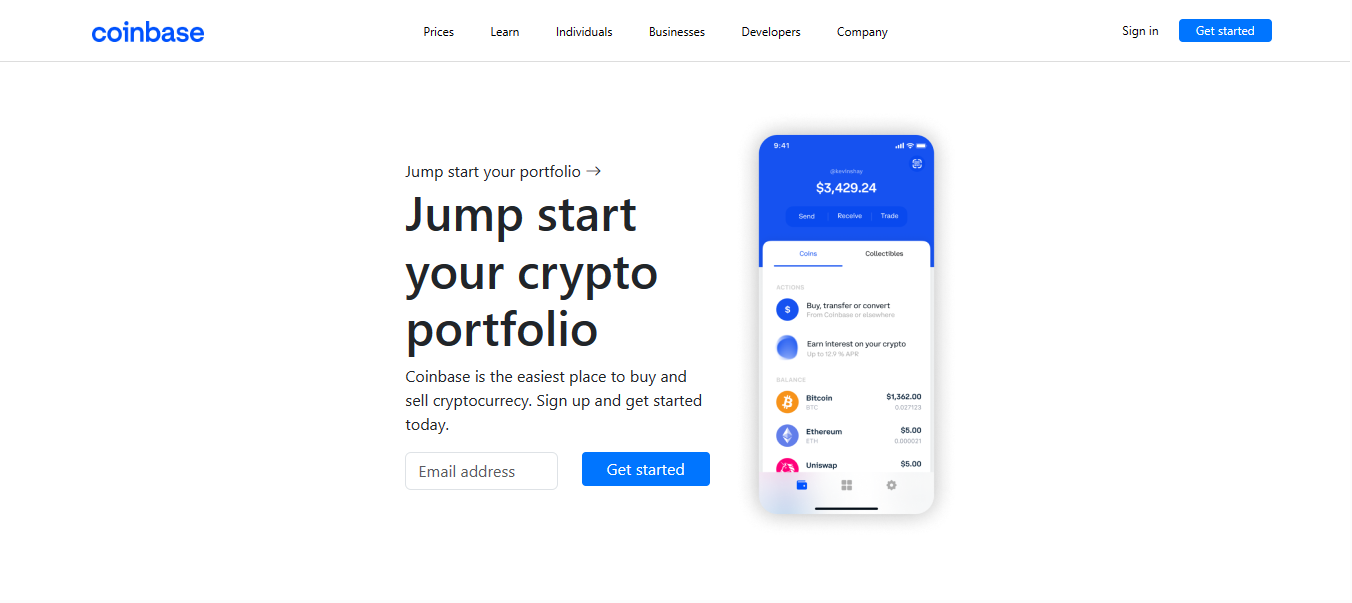 coinbase
Prices Learn Individuals Businesses Developers Company
Sign in Get started
Jump start your portfolio →
Jump start
your crypto
portfolio
Coinbase is the easiest place to buy and
sell cryptocurrecy. Sign up and get started
today.
Email address Get started
9:41
@kevinshay
$3,429.24
Send Receive Trade
Coins Collectibles
ACTIONS
$
Buy, transfer or convert
From Coinbase or elsewhere
Earn interest on your crypto
Up to 12.9 % APR
BALANCE
Bitcoin $1,362.00
BTC 0.027123
Ethereum $5.00
ETH 0.000021
Uniswap $5.00